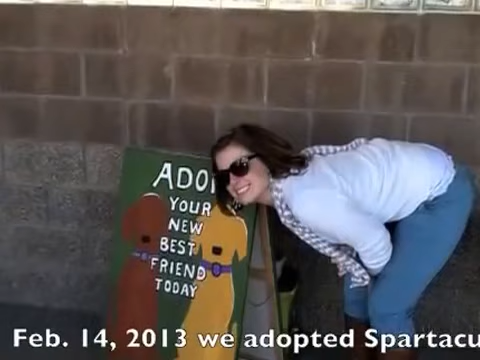 ADO
YOUR
NEW
BEST
FRIEND
TODAY
Feb. 14, 2013 we adopted Spartacu